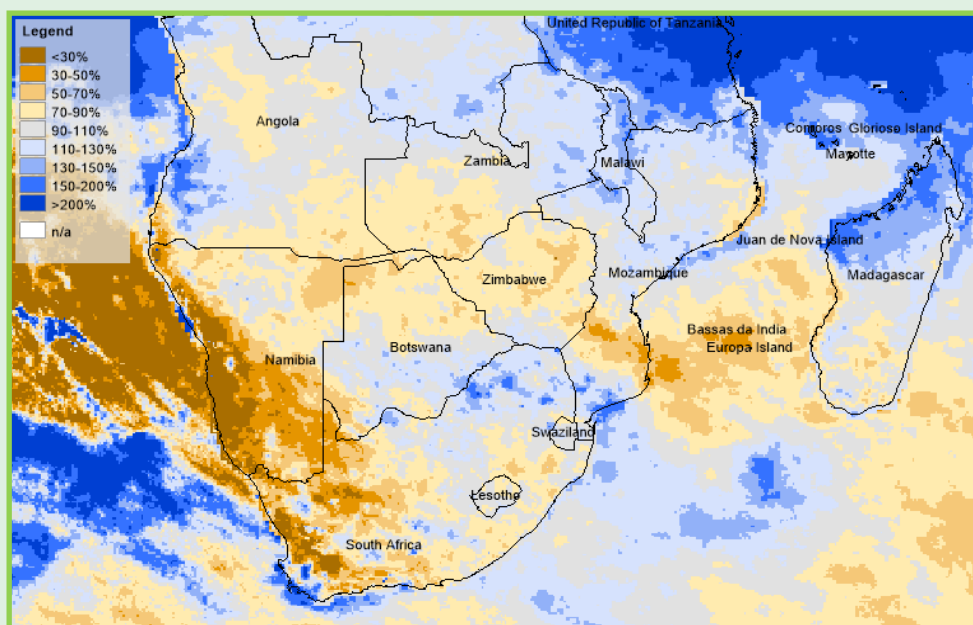 United Republic of Tanzania
Legend
<30%
30-50%
50-70%
70-90%
90-110%
110-130%
130-150%
150-200%
>200%
n/a
Angola
Zambia
Malawi
Comoros Glorioso Island
Mayotte
Juan de Nova Island
Mozambique
Madagascar
Zimbabwe
Bassas da India
Europa Island
Namibia
Botswana
Swaziland
Lesotho
South Africa